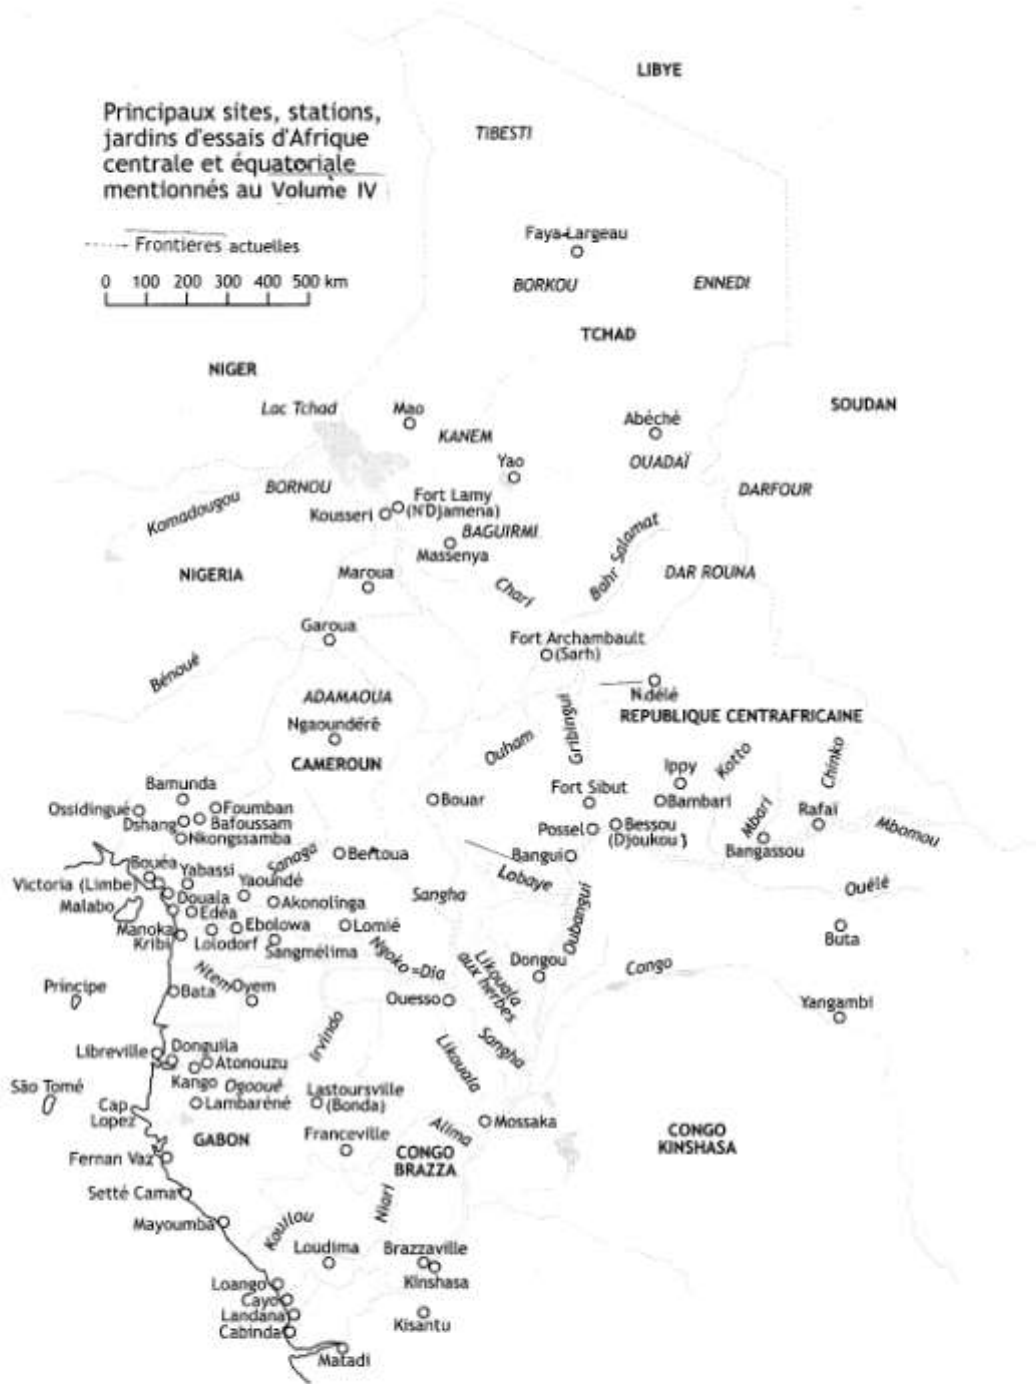 LIBYE
Principaux sites, stations,
jardins d'essais d'Afrique
centrale et équatoriale
mentionnés au Volume IV
TIBESTI
Frontières actuelles
0 100 200 300 500 km
Faya-Largeau
BORKOU
ENNEDI
TCHAD
NIGER
SOUDAN
Lac Tchad
Mao
KANEM
Abéché
OUADAÏ
Yao
DARFOUR
BORNOU
Komadougou
Fort Lamy
(N'Djamena)
Kousseri
BAGUIRMI
Massenya
Bahr Salamat
DAR ROUNA
NIGERIA
Maroua
Chari
Garoua
Fort Archambault
(Sarh)
Bénoué
N.délé
ADAMAOUA
REPUBLIQUE CENTRAFRICAINE
Ngaoundéré
Ouham
Gribingui
CAMEROUN
Ippy
Kotto
Chinko
Bamunda
Fort Sibut
Bouar
Bambari
Ossidingué
Foumban
Dshang
Bafoussam
Nkongssamba
Possel
Bessou
(Djoukou)
Mbari
Rafaï
Mbomou
Bangassou
Bertoua
Bangui
Lobaye
Sanaga
Bouéa
Yabassi
Yaoundé
Victoria (Limbe)
Douala
Malabo
Edéa
Akonolinga
Sangha
Ouélé
Oubangui
Manoka
Kribi
Lolodorf
Ebolowa
Sangmélima
Lomié
Buta
Ngoko =Dia
Likouala
aux herbes
Dongou
Congo
Ntem
Principe
Bata
Oyem
Ouesso
Yangambi
Irvindo
Sangha
Likouala
Libreville
Donguila
Atonouzu
Kango
Ogooué
São Tomé
Lastoursville
(Bonda)
Cap
Lopez
Lambaréné
Mossaka
GABON
Franceville
Alima
CONGO
BRAZZA
CONGO
KINSHASA
Fernan Vaz
Setté Cama
Niari
Mayoumba
Kouilou
Loudima
Brazzaville
Kinshasa
Loango
Cayo
Landana
Cabinda
Kisantu
Matadi